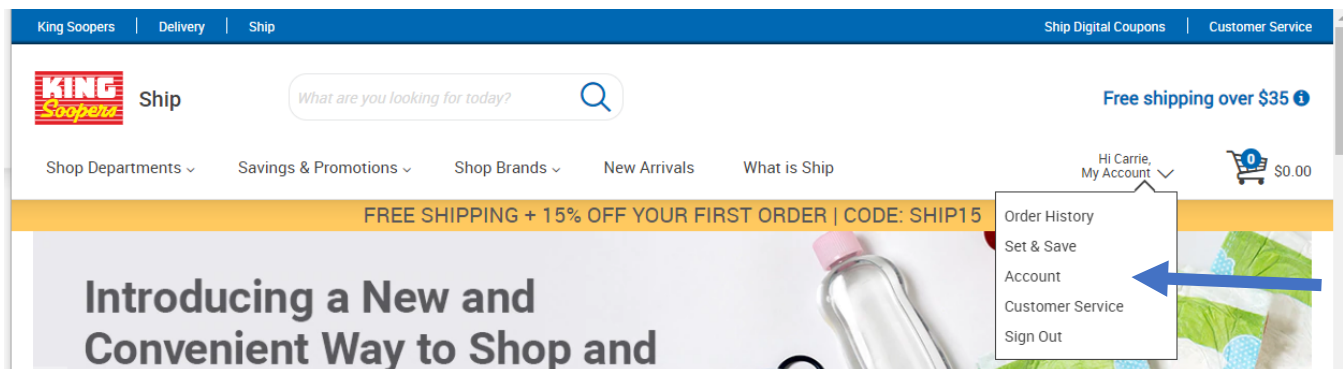 King Soopers | Delivery | Ship
Ship Digital Coupons | Customer Service
KING
Soopers
Ship
What are you looking for today?
Free shipping over $35
Shop Departments
Savings & Promotions
Shop Brands
New Arrivals
What is Ship
Hi Carrie,
My Account
0
$0.00
FREE SHIPPING + 15% OFF YOUR FIRST ORDER | CODE: SHIP15
Order History
Set & Save
Account
Customer Service
Sign Out
Introducing a New and
Convenient Way to Shop and